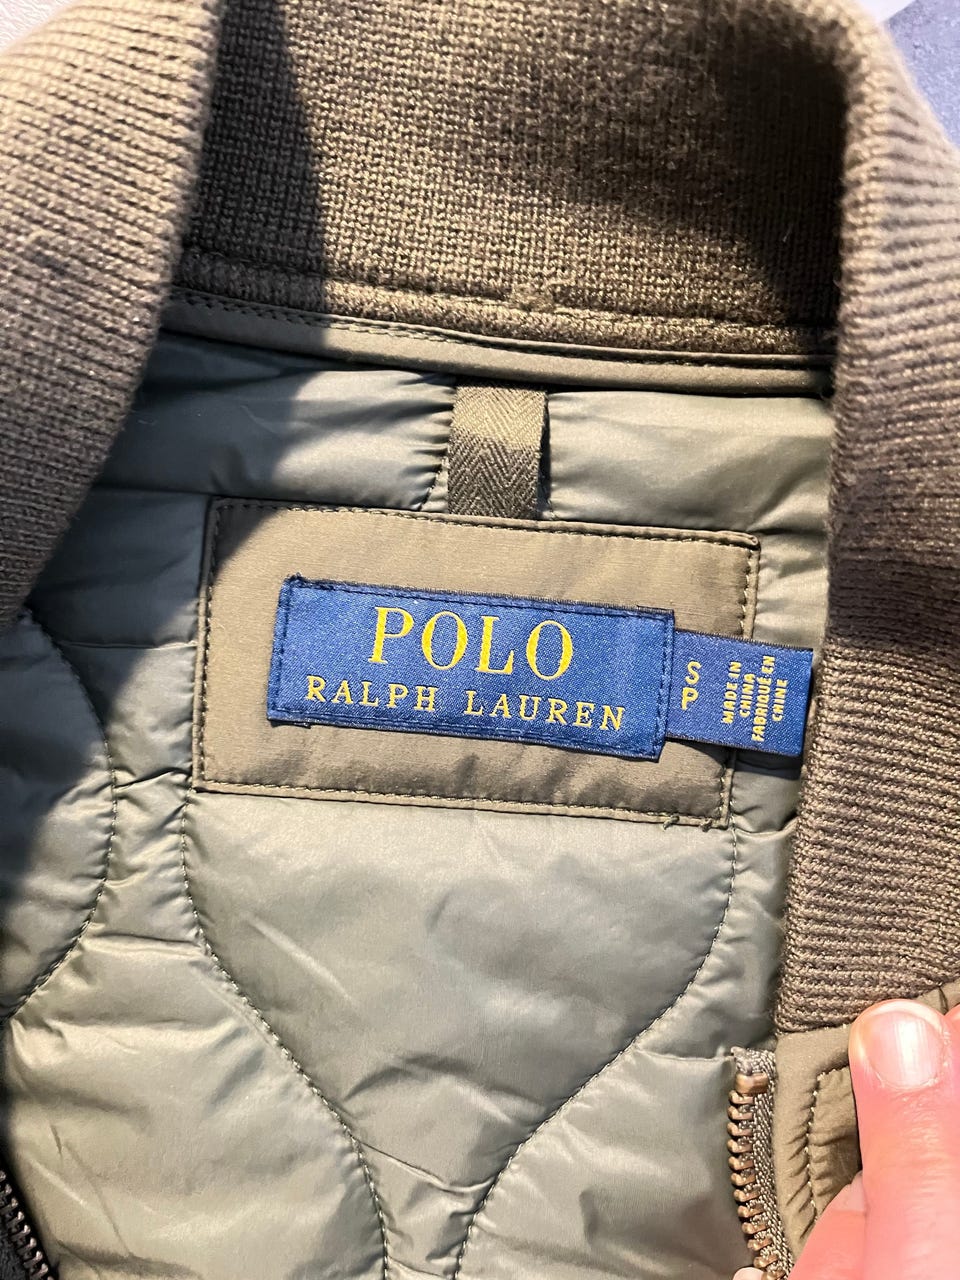 POLO
RALPH LAUREN
S
P
MADE IN
CHINA
FABRIQUÉ EN
CHINE